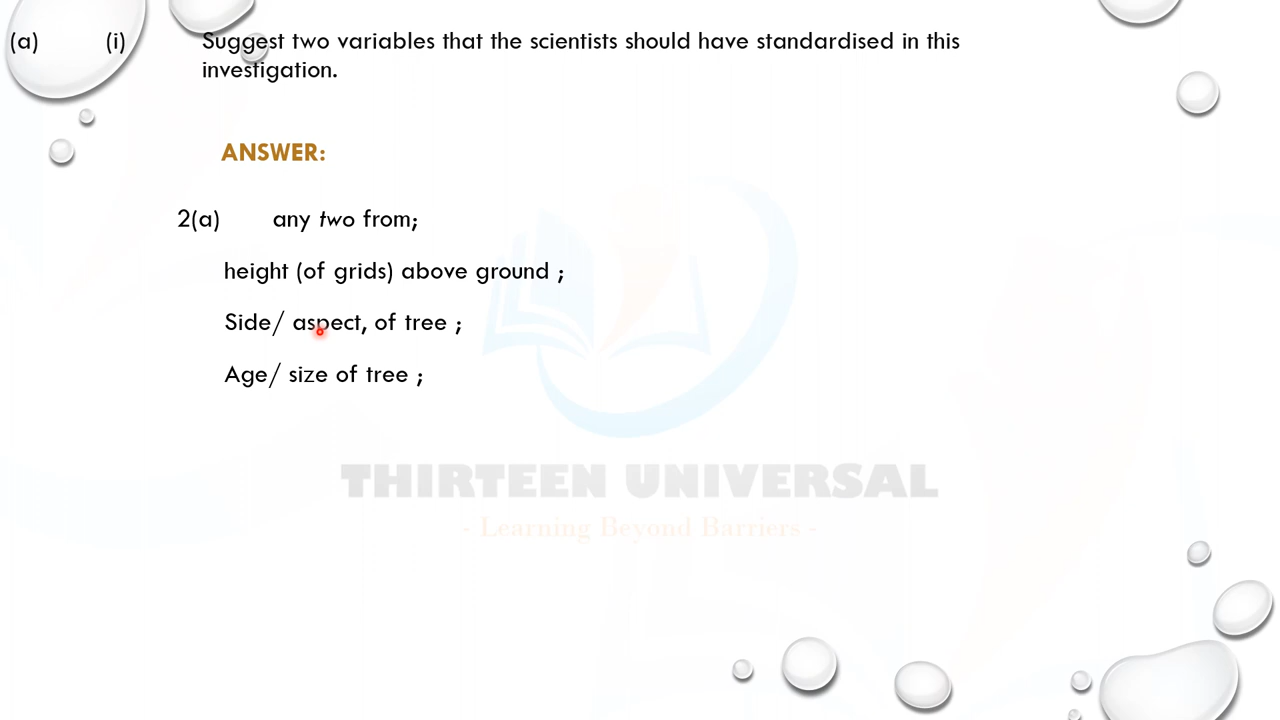 (a) (i) Suggest two variables that the scientists should have standardised in this
investigation.
ANSWER:
2(a) any two from;
height (of grids) above ground ;
Side/ aspect, of tree ;
Age/ size of tree ;
THIRTEEN UNIVERSAL
- Learning Beyond Barriers -